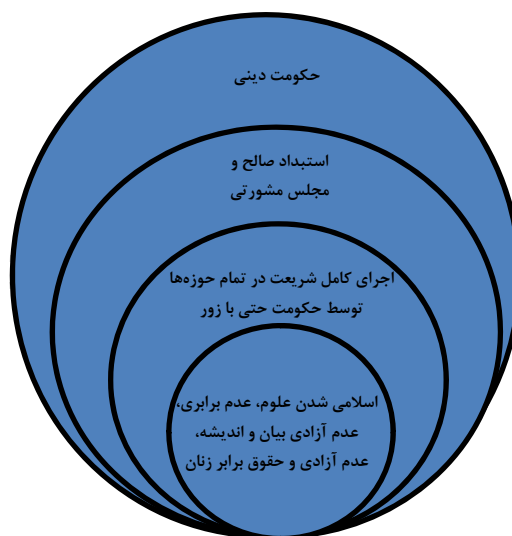 حکومت دینی
استبداد صالح و
مجلس مشورتی
اجرای کامل شریعت در تمام حوزه‌ها
توسط حکومت حتی با زور
اسلامی شدن علوم، عدم برابری،
عدم آزادی بیان و اندیشه،
عدم آزادی و حقوق برابر زنان